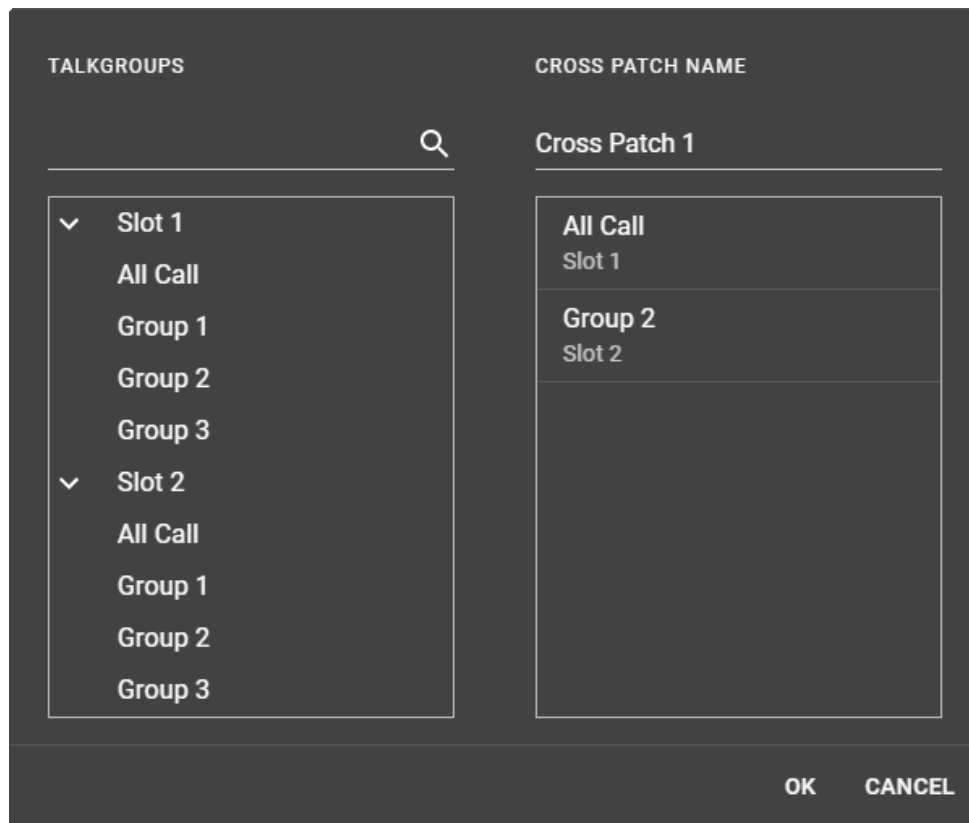 TALKGROUPS
Slot 1
All Call
Group 1
Group 2
Group 3
Slot 2
All Call
Group 1
Group 2
Group 3
CROSS PATCH NAME
Cross Patch 1
All Call
Slot 1
Group 2
Slot 2
OK
CANCEL